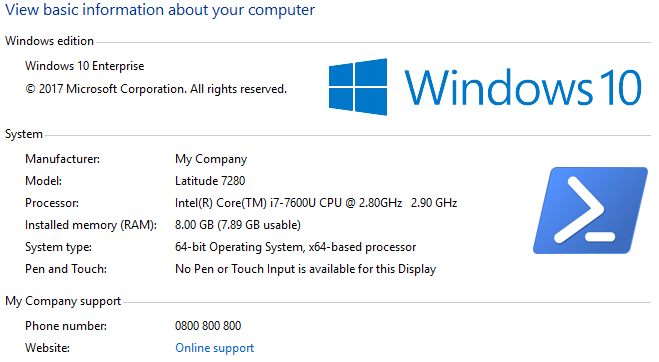 View basic information about your computer
Windows edition
Windows 10 Enterprise
© 2017 Microsoft Corporation. All rights reserved.
Windows 10
System
Manufacturer: My Company
Model: Latitude 7280
Processor: Intel(R) Core(TM) i7-7600U CPU @ 2.80GHz 2.90 GHz
Installed memory (RAM): 8.00 GB (7.89 GB usable)
System type: 64-bit Operating System, x64-based processor
Pen and Touch: No Pen or Touch Input is available for this Display
My Company support
Phone number: 0800 800 800
Website: Online support